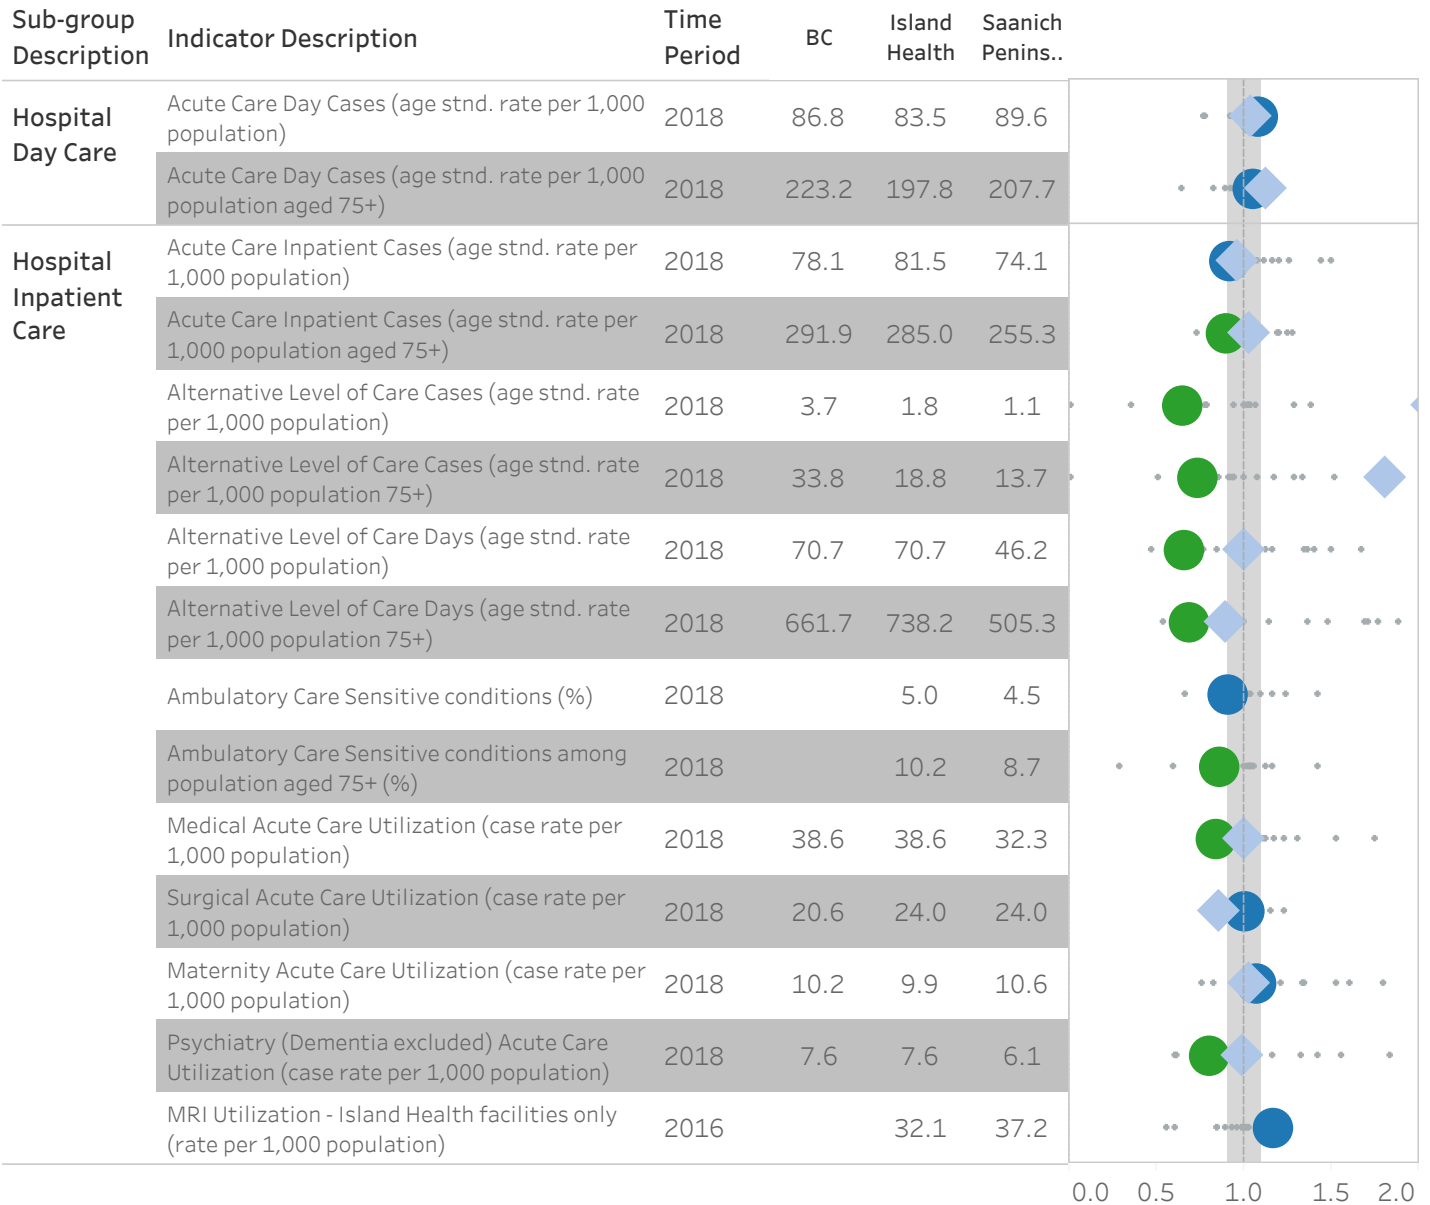 Sub-group Description Indicator Description Time Period BC Island Health Saanich Penins..
Hospital Day Care
Acute Care Day Cases (age stnd. rate per 1,000
population) 2018 86.8 83.5 89.6
Acute Care Day Cases (age stnd. rate per 1,000
population aged 75+) 2018 223.2 197.8 207.7
Hospital Inpatient Care
Acute Care Inpatient Cases (age stnd. rate per
1,000 population) 2018 78.1 81.5 74.1
Acute Care Inpatient Cases (age stnd. rate per
1,000 population aged 75+) 2018 291.9 285.0 255.3
Alternative Level of Care Cases (age stnd. rate
per 1,000 population) 2018 3.7 1.8 1.1
Alternative Level of Care Cases (age stnd. rate
per 1,000 population 75+) 2018 33.8 18.8 13.7
Alternative Level of Care Days (age stnd. rate
per 1,000 population) 2018 70.7 70.7 46.2
Alternative Level of Care Days (age stnd. rate
per 1,000 population 75+) 2018 661.7 738.2 505.3
Ambulatory Care Sensitive conditions (%) 2018 5.0 4.5
Ambulatory Care Sensitive conditions among
population aged 75+ (%) 2018 10.2 8.7
Medical Acute Care Utilization (case rate per
1,000 population) 2018 38.6 38.6 32.3
Surgical Acute Care Utilization (case rate per
1,000 population) 2018 20.6 24.0 24.0
Maternity Acute Care Utilization (case rate per
1,000 population) 2018 10.2 9.9 10.6
Psychiatry (Dementia excluded) Acute Care
Utilization (case rate per 1,000 population) 2018 7.6 7.6 6.1
MRI Utilization - Island Health facilities only
(rate per 1,000 population) 2016 32.1 37.2
0.0 0.5 1.0 1.5 2.0